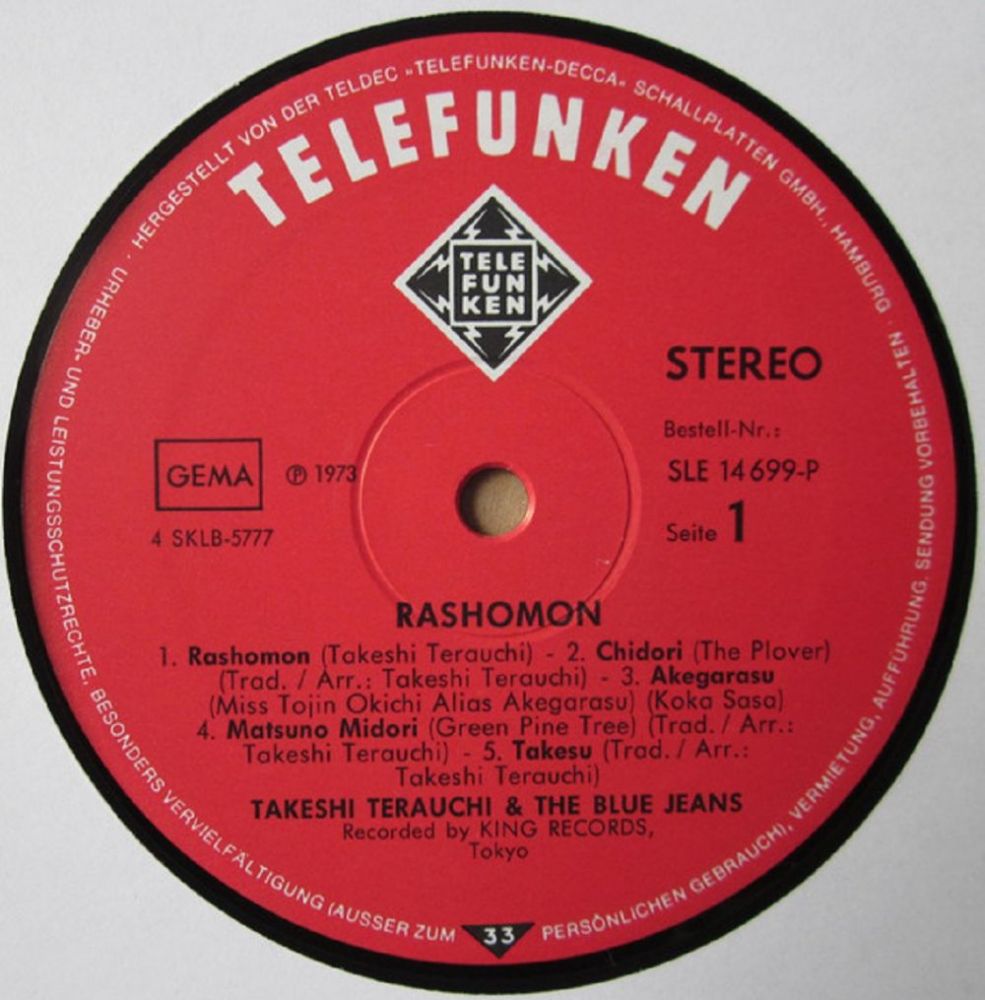 HERGESTELLT VON DER TELDEC »TELEFUNKEN-DECCA« SCHALLPLATTEN GMBH., HAMBURG · URHEBER- UND LEISTUNGSSCHUTZRECHTE, BESONDERS VERVIELFÄLTIGUNG (AUSSER ZUM PERSÖNLICHEN GEBRAUCH), VERMIETUNG, AUFFÜHRUNG, SENDUNG VORBEHALTEN ·
TELEFUNKEN
TELE
FUN
KEN
STEREO
Bestell-Nr.:
GEMA ℗ 1973
SLE 14 699-P
4 SKLB-5777
Seite 1
RASHOMON
1. Rashomon (Takeshi Terauchi) - 2. Chidori (The Plover)
(Trad. / Arr.: Takeshi Terauchi) - 3. Akegarasu
(Miss Tojin Okichi Alias Akegarasu) (Koka Sasa)
4. Matsuno Midori (Green Pine Tree) (Trad. / Arr.:
Takeshi Terauchi) - 5. Takesu (Trad. / Arr.:
Takeshi Terauchi)
TAKESHI TERAUCHI & THE BLUE JEANS
Recorded by KING RECORDS,
Tokyo
33